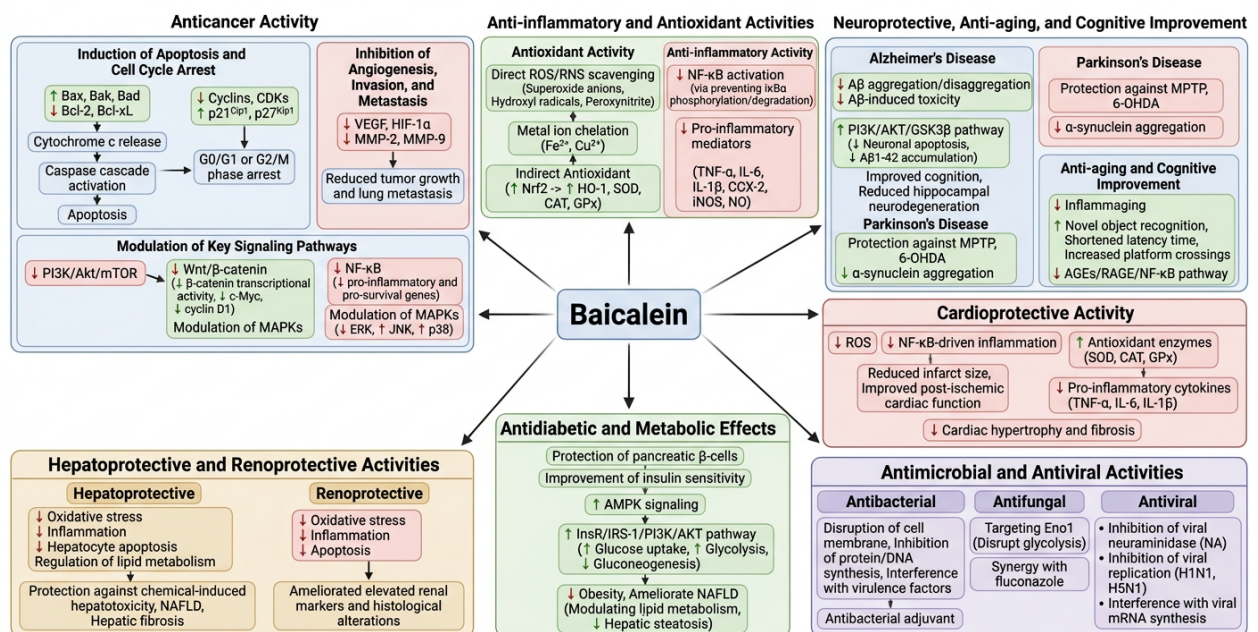 Anticancer Activity
Induction of Apoptosis and
Cell Cycle Arrest
↑ Bax, Bak, Bad
↓ Bcl-2, Bcl-xL
Cytochrome c release
Caspase cascade
activation
Apoptosis
↓ Cyclins, CDKs
↑ p21Cip1, p27Kip1
G0/G1 or G2/M
phase arrest
Inhibition of
Angiogenesis,
Invasion, and
Metastasis
↓ VEGF, HIF-1α
↓ MMP-2, MMP-9
Reduced tumor growth
and lung metastasis
Modulation of Key Signaling Pathways
↓ PI3K/Akt/mTOR
↓ Wnt/β-catenin
(↓ β-catenin transcriptional
activity, ↓ c-Myc,
↓ cyclin D1)
Modulation of MAPKs
↓ NF-κB
(↓ pro-inflammatory and
pro-survival genes)
Modulation of MAPKs
(↓ ERK, ↑ JNK, ↑ p38)
Anti-inflammatory and Antioxidant Activities
Antioxidant Activity
Direct ROS/RNS scavenging
(Superoxide anions,
Hydroxyl radicals, Peroxynitrite)
Metal ion chelation
(Fe²⁺, Cu²⁺)
Indirect Antioxidant
(↑ Nrf2 -> ↑ HO-1, SOD,
CAT, GPx)
Anti-inflammatory Activity
↓ NF-κB activation
(via preventing iκBα
phosphorylation/degradation)
↓ Pro-inflammatory
mediators
(TNF-α, IL-6,
IL-1β, CCX-2,
iNOS, NO)
Neuroprotective, Anti-aging, and Cognitive Improvement
Alzheimer's Disease
↓ Aβ aggregation/disaggregation
↓ Aβ-induced toxicity
↑ PI3K/AKT/GSK3β pathway
(↓ Neuronal apoptosis,
↓ Aβ1-42 accumulation)
Improved cognition,
Reduced hippocampal
neurodegeneration
Parkinson's Disease
Protection against MPTP,
6-OHDA
↓ α-synuclein aggregation
Parkinson's Disease
Protection against MPTP,
6-OHDA
↓ α-synuclein aggregation
Anti-aging and Cognitive
Improvement
↓ Inflammaging
↑ Novel object recognition,
Shortened latency time,
Increased platform crossings
↓ AGEs/RAGE/NF-κB pathway
Baicalein
Cardioprotective Activity
↓ ROS
↓ NF-κB-driven inflammation
Reduced infarct size,
Improved post-ischemic
cardiac function
↑ Antioxidant enzymes
(SOD, CAT, GPx)
↓ Pro-inflammatory cytokines
(TNF-α, IL-6, IL-1β)
↓ Cardiac hypertrophy and fibrosis
Hepatoprotective and Renoprotective Activities
Hepatoprotective
↓ Oxidative stress
↓ Inflammation
↓ Hepatocyte apoptosis
Regulation of lipid metabolism
Protection against chemical-induced
hepatotoxicity, NAFLD,
Hepatic fibrosis
Renoprotective
↓ Oxidative stress
↓ Inflammation
↓ Apoptosis
Ameliorated elevated renal
markers and histological
alterations
Antidiabetic and Metabolic Effects
Protection of pancreatic β-cells
Improvement of insulin sensitivity
↑ AMPK signaling
↑ InsR/IRS-1/PI3K/AKT pathway
(↑ Glucose uptake, ↑ Glycolysis,
↓ Gluconeogenesis)
↓ Obesity, Ameliorate NAFLD
(Modulating lipid metabolism,
↓ Hepatic steatosis)
Antimicrobial and Antiviral Activities
Antibacterial
Disruption of cell
membrane, Inhibition
of protein/DNA
synthesis, Interference
with virulence factors
Antibacterial adjuvant
Antifungal
Targeting Eno1
(Disrupt glycolysis)
Synergy with
fluconazole
Antiviral
• Inhibition of viral
neuraminidase (NA)
• Inhibition of viral
replication (H1N1,
H5N1)
• Interference with viral
mRNA synthesis